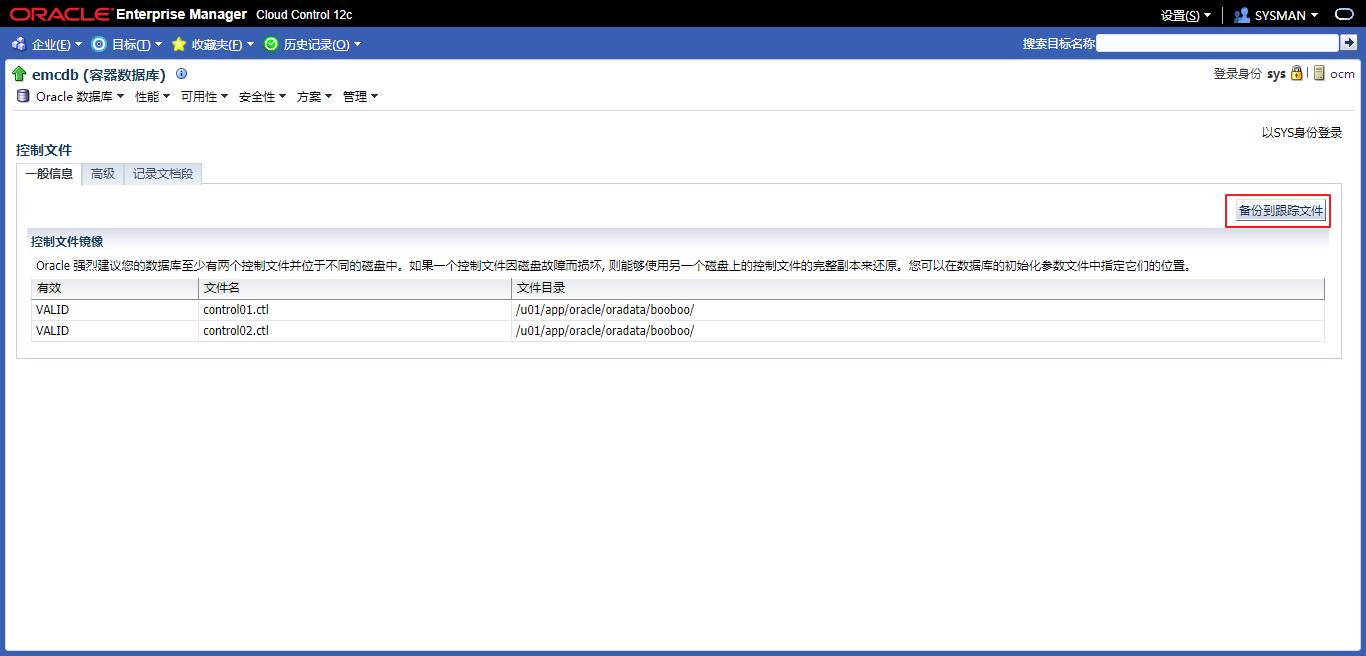 ORACLE Enterprise Manager Cloud Control 12c 设置(S) SYSMAN
企业(E) 目标(T) 收藏夹(F) 历史记录(O) 搜索目标名称
emcdb (容器数据库) 登录身份 sys ocm
Oracle 数据库 性能 可用性 安全性 方案 管理
以SYS身份登录
控制文件
一般信息 高级 记录文档段
备份到跟踪文件
控制文件镜像
Oracle 强烈建议您的数据库至少有两个控制文件并位于不同的磁盘中。如果一个控制文件因磁盘故障而损坏, 则能够使用另一个磁盘上的控制文件的完整副本来还原。您可以在数据库的初始化参数文件中指定它们的位置。
有效 文件名 文件目录
VALID control01.ctl /u01/app/oracle/oradata/booboo/
VALID control02.ctl /u01/app/oracle/oradata/booboo/